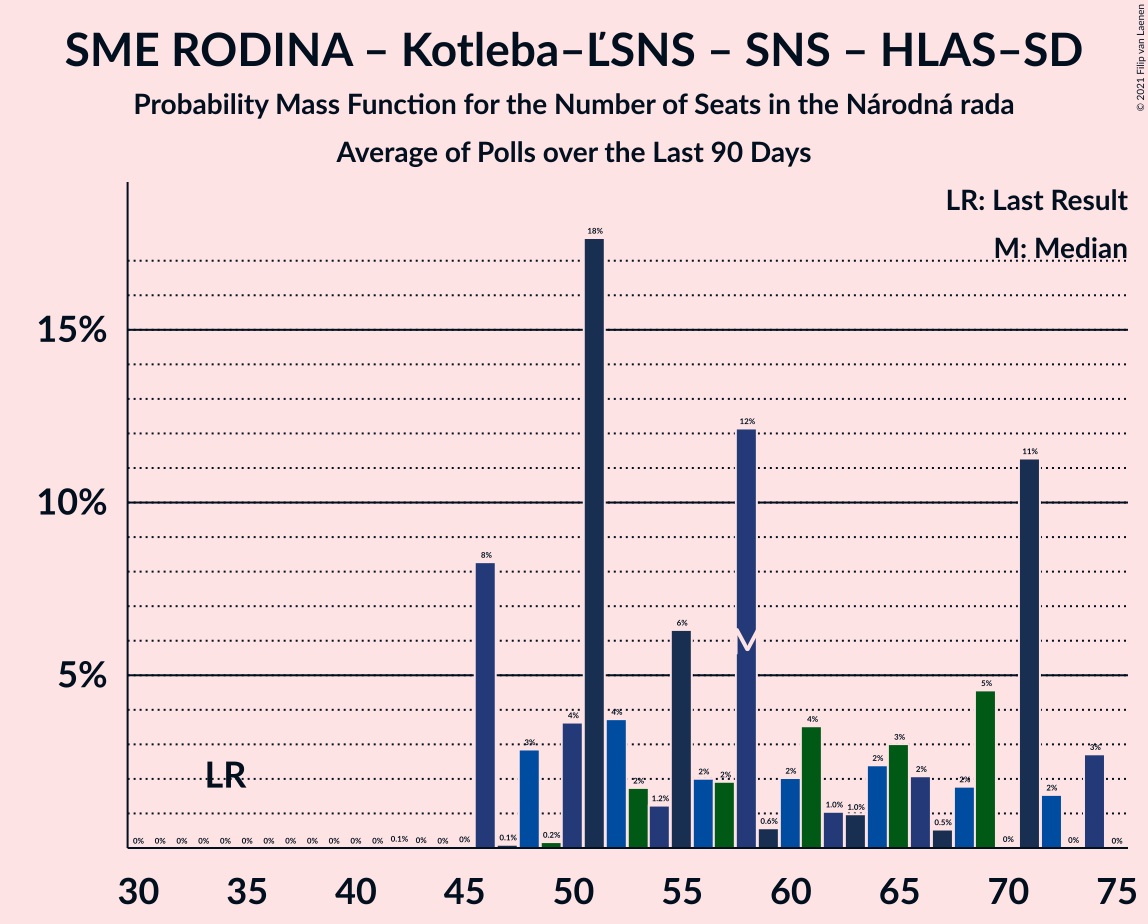 SME RODINA – Kotleba–ĽSNS – SNS – HLAS–SD
Probability Mass Function for the Number of Seats in the Národná rada
Average of Polls over the Last 90 Days
© 2021 Filip van Laenen
LR: Last Result
M: Median
15%
10%
5%
LR
M
0% 0% 0% 0% 0% 0% 0% 0% 0% 0% 0% 0% 0.1% 0% 0% 0% 8% 0.1% 3% 0.2% 4% 18% 4% 2% 1.2% 6% 2% 2% 12% 0.6% 2% 4% 1.0% 1.0% 2% 3% 2% 0.5% 2% 5% 0% 11% 2% 0% 3% 0%
30 35 40 45 50 55 60 65 70 75